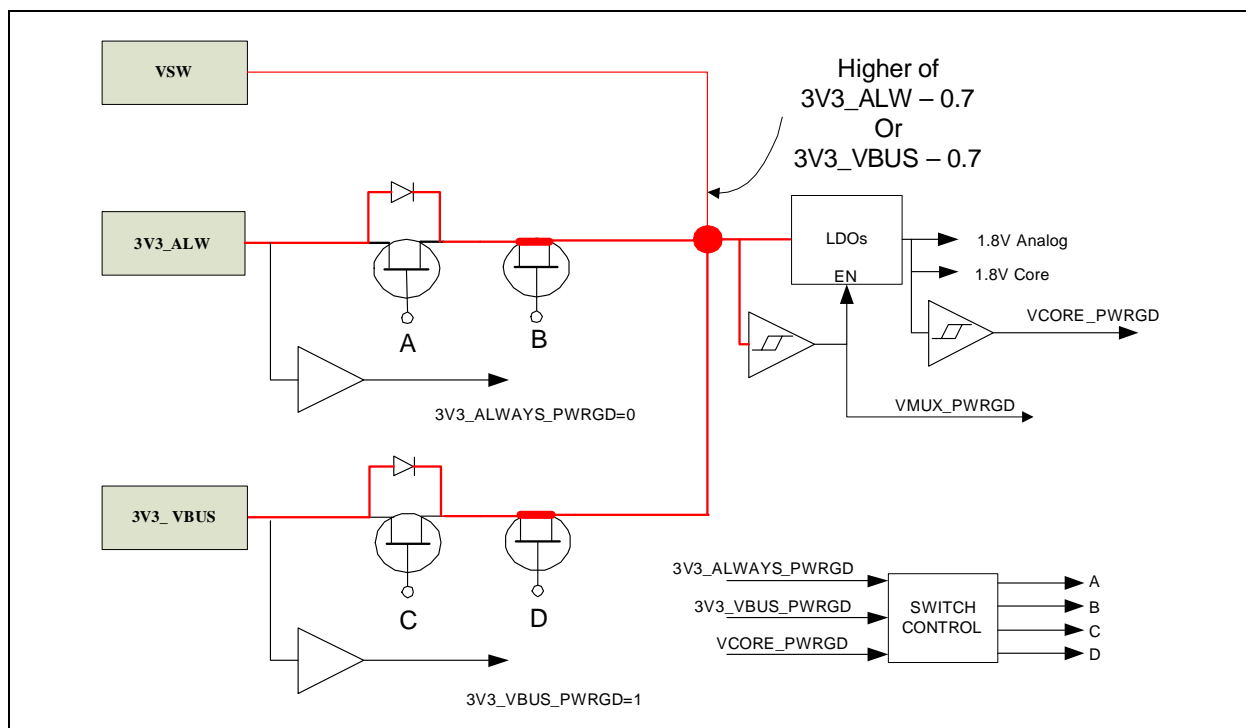 VSW
Higher of
3V3_ALW – 0.7
Or
3V3_VBUS – 0.7
3V3_ALW
LDOs
EN
1.8V Analog
1.8V Core
VCORE_PWRGD
A
B
3V3_ALWAYS_PWRGD=0
VMUX_PWRGD
3V3_ VBUS
C
D
3V3_VBUS_PWRGD=1
3V3_ALWAYS_PWRGD
3V3_VBUS_PWRGD
VCORE_PWRGD
SWITCH
CONTROL
A
B
C
D